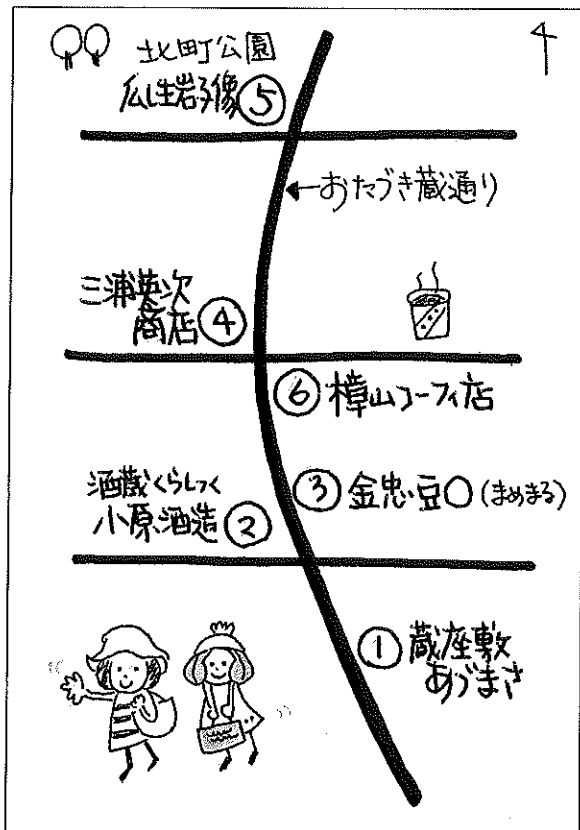 北町公園
仏生岩子像⑤
←おたづき蔵通り
三浦英次
商店④
⑥樟山コーフィ店
酒蔵くらしっく
小原酒造②
③金忠豆〇(まめまる)
①蔵座敷
あづまさ